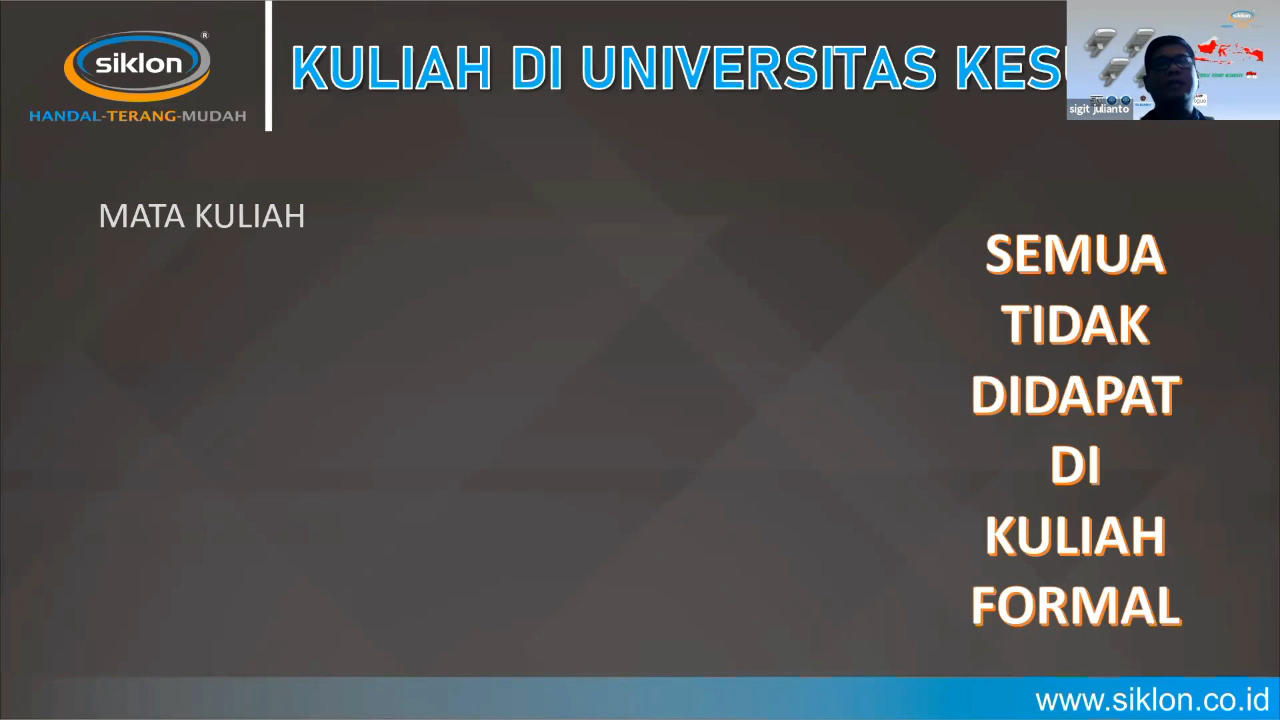 siklon
®
HANDAL-TERANG-MUDAH
KULIAH DI UNIVERSITAS KESU
sigit julianto
MATA KULIAH
SEMUA
TIDAK
DIDAPAT
DI
KULIAH
FORMAL
www.siklon.co.id